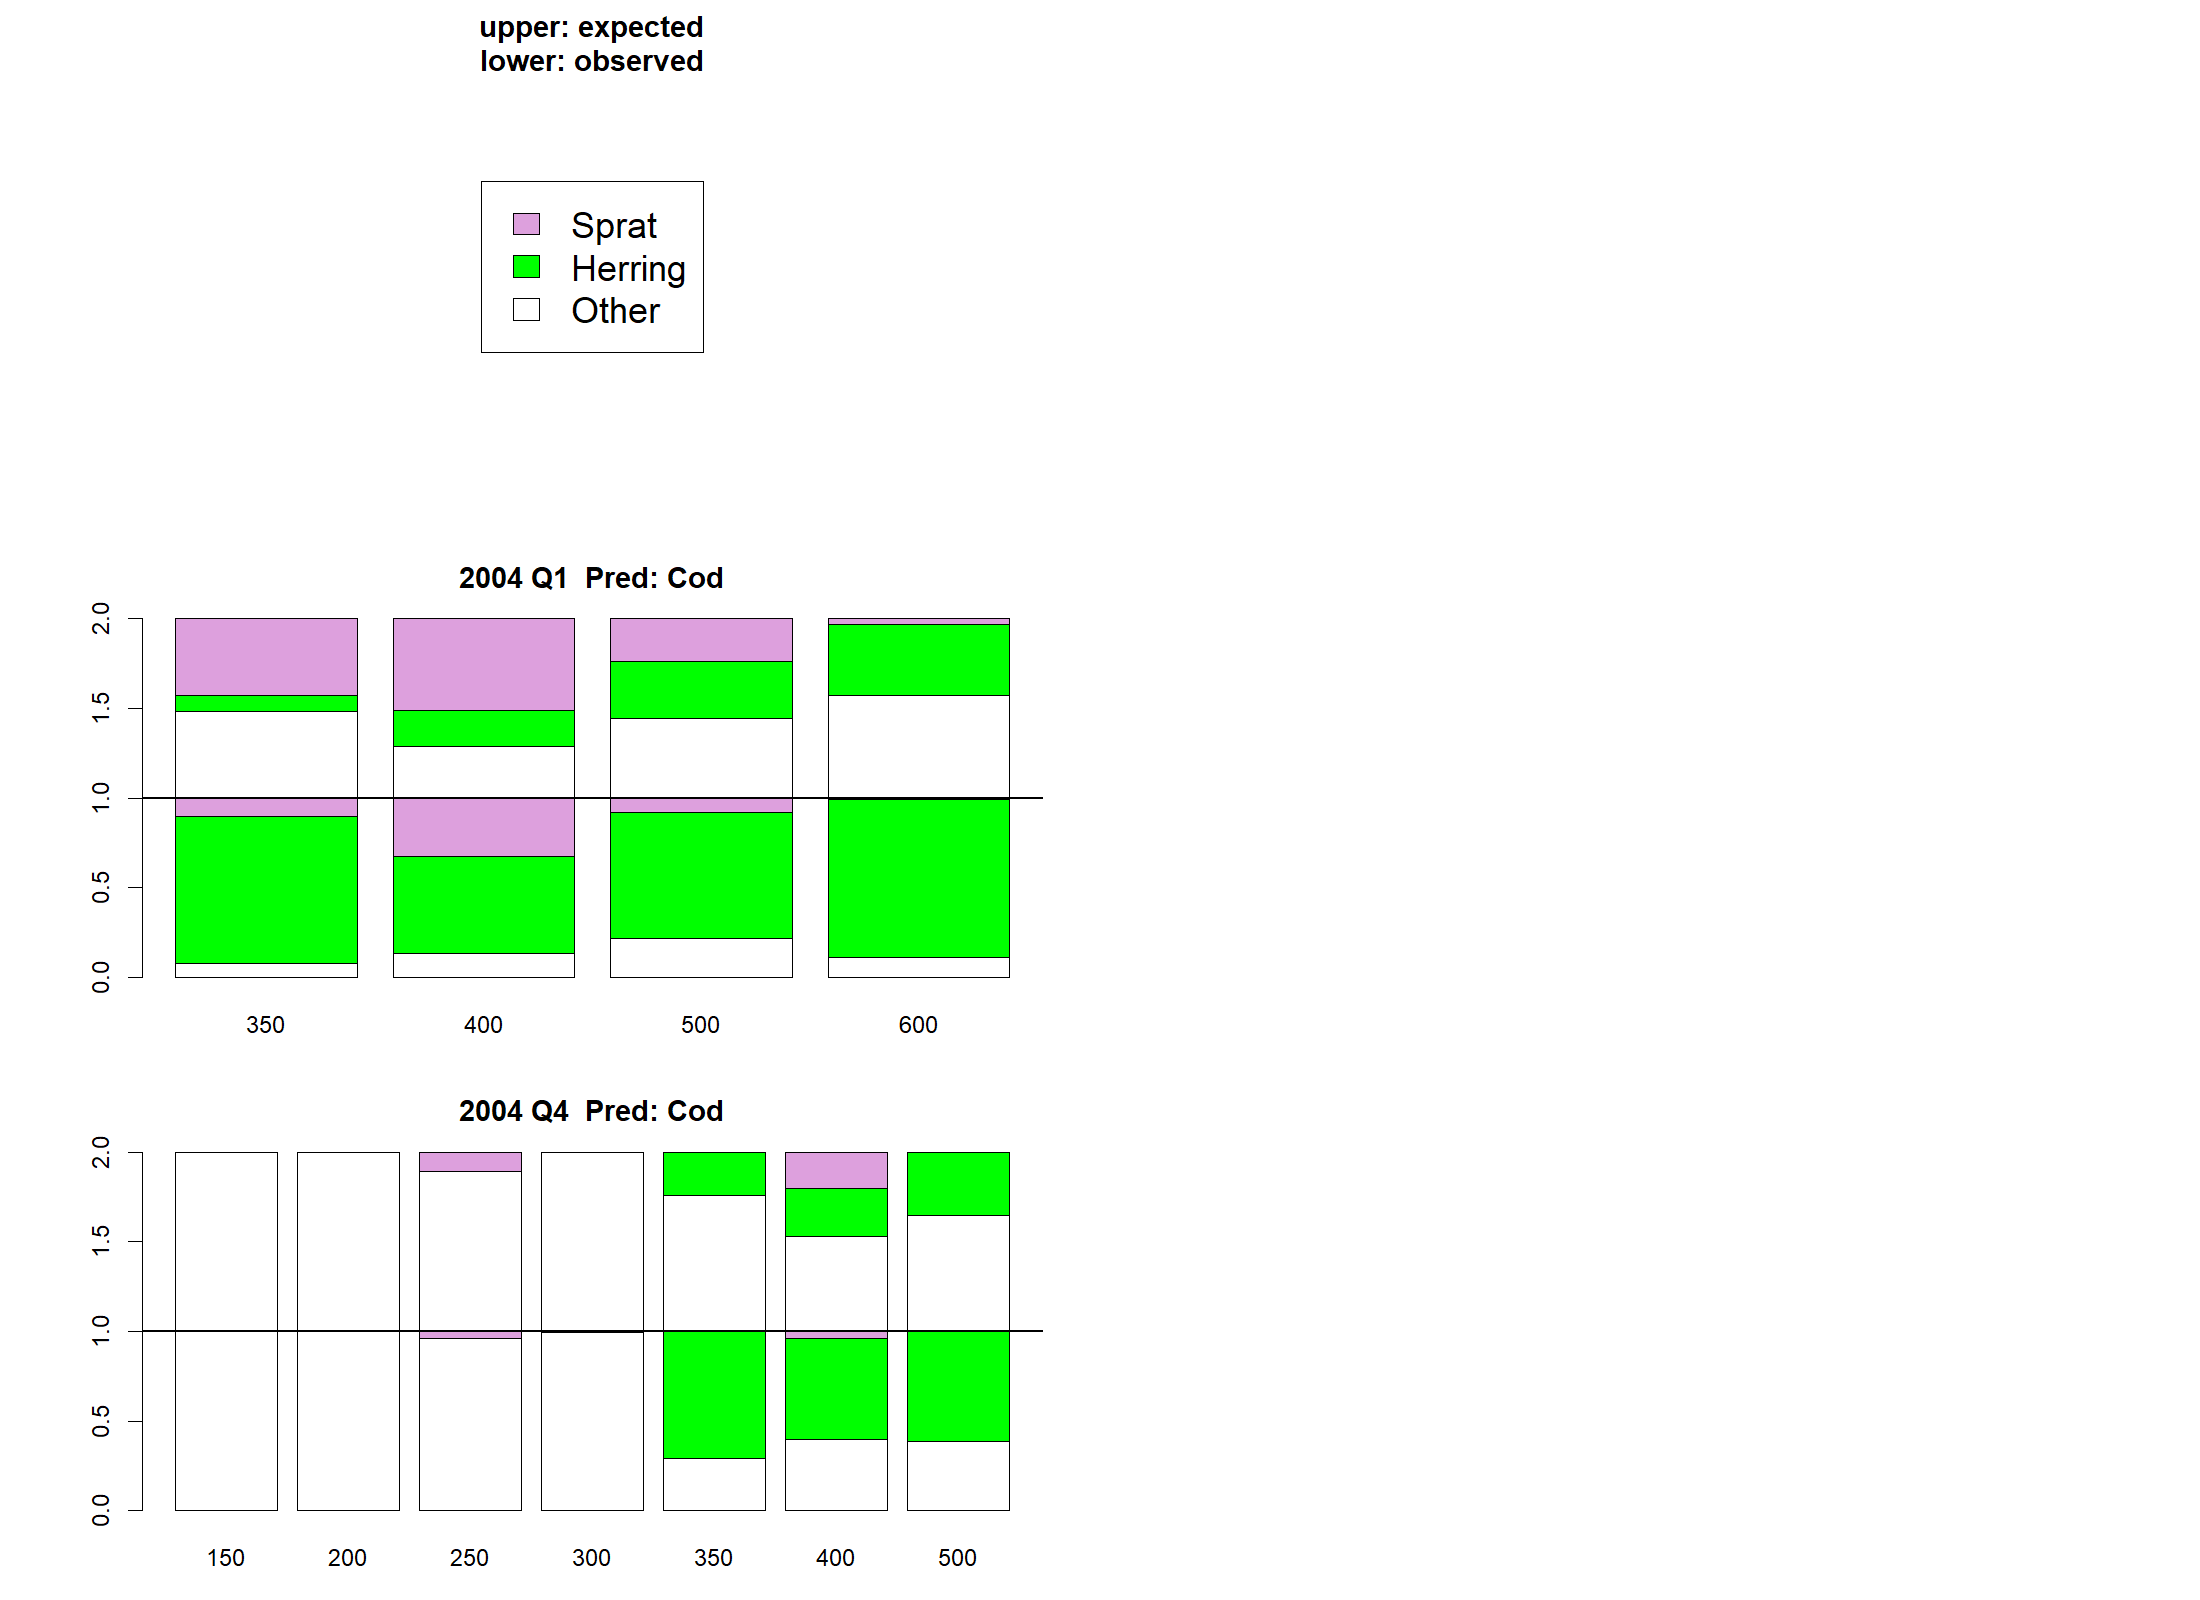 upper: expected
lower: observed
Sprat
Herring
Other
2004 Q1  Pred: Cod
2.0
1.5
1.0
0.5
0.0
350 400 500 600
2004 Q4  Pred: Cod
2.0
1.5
1.0
0.5
0.0
150 200 250 300 350 400 500